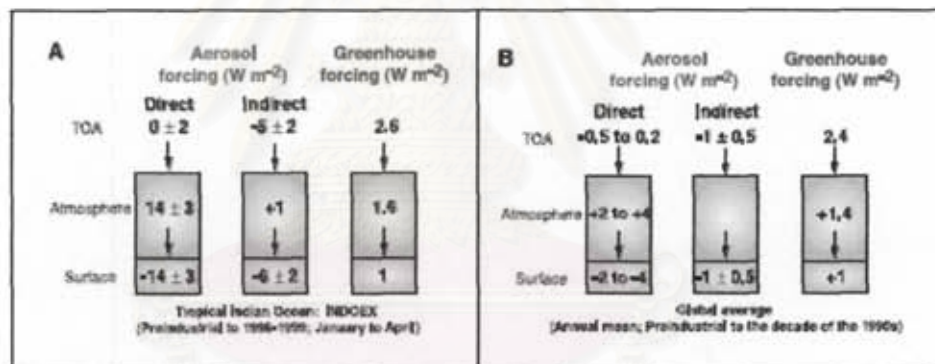 A
Aerosol
forcing (W m⁻²)
Greenhouse
forcing (W m⁻²)
Direct
Indirect
TOA
0 ± 2
-5 ± 2
2.6
Atmosphere
14 ± 3
+1
1.6
Surface
-14 ± 3
-6 ± 2
1
Tropical Indian Ocean: INDOEX
(Preindustrial to 1996-1999; January to April)
B
Aerosol
forcing (W m⁻²)
Greenhouse
forcing (W m⁻²)
Direct
Indirect
TOA
-0,5 to 0,2
-1 ± 0,5
2,4
Atmosphere
+2 to +4
+1,4
Surface
-2 to -4
-1 ± 0,5
+1
Global average
(Annual mean; Preindustrial to the decade of the 1990s)